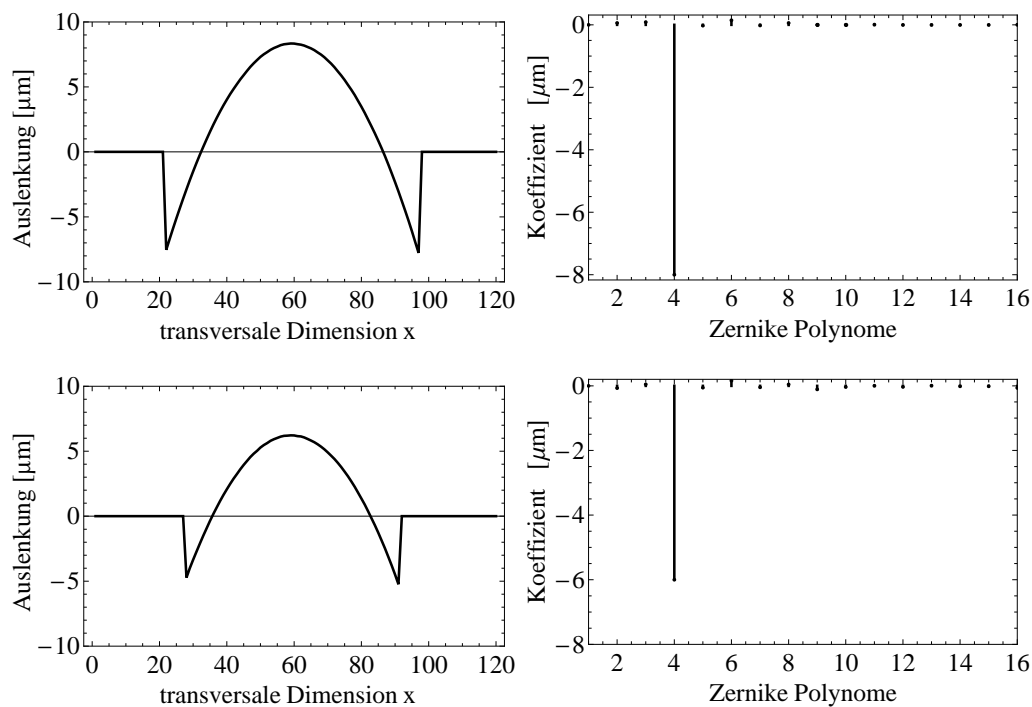 10
5
0
−5
−10
Auslenkung [µm]
0 20 40 60 80 100 120
transversale Dimension x
0
−2
−4
−6
−8
Koeffizient [µm]
2 4 6 8 10 12 14 16
Zernike Polynome
10
5
0
−5
−10
Auslenkung [µm]
0 20 40 60 80 100 120
transversale Dimension x
0
−2
−4
−6
−8
Koeffizient [µm]
2 4 6 8 10 12 14 16
Zernike Polynome